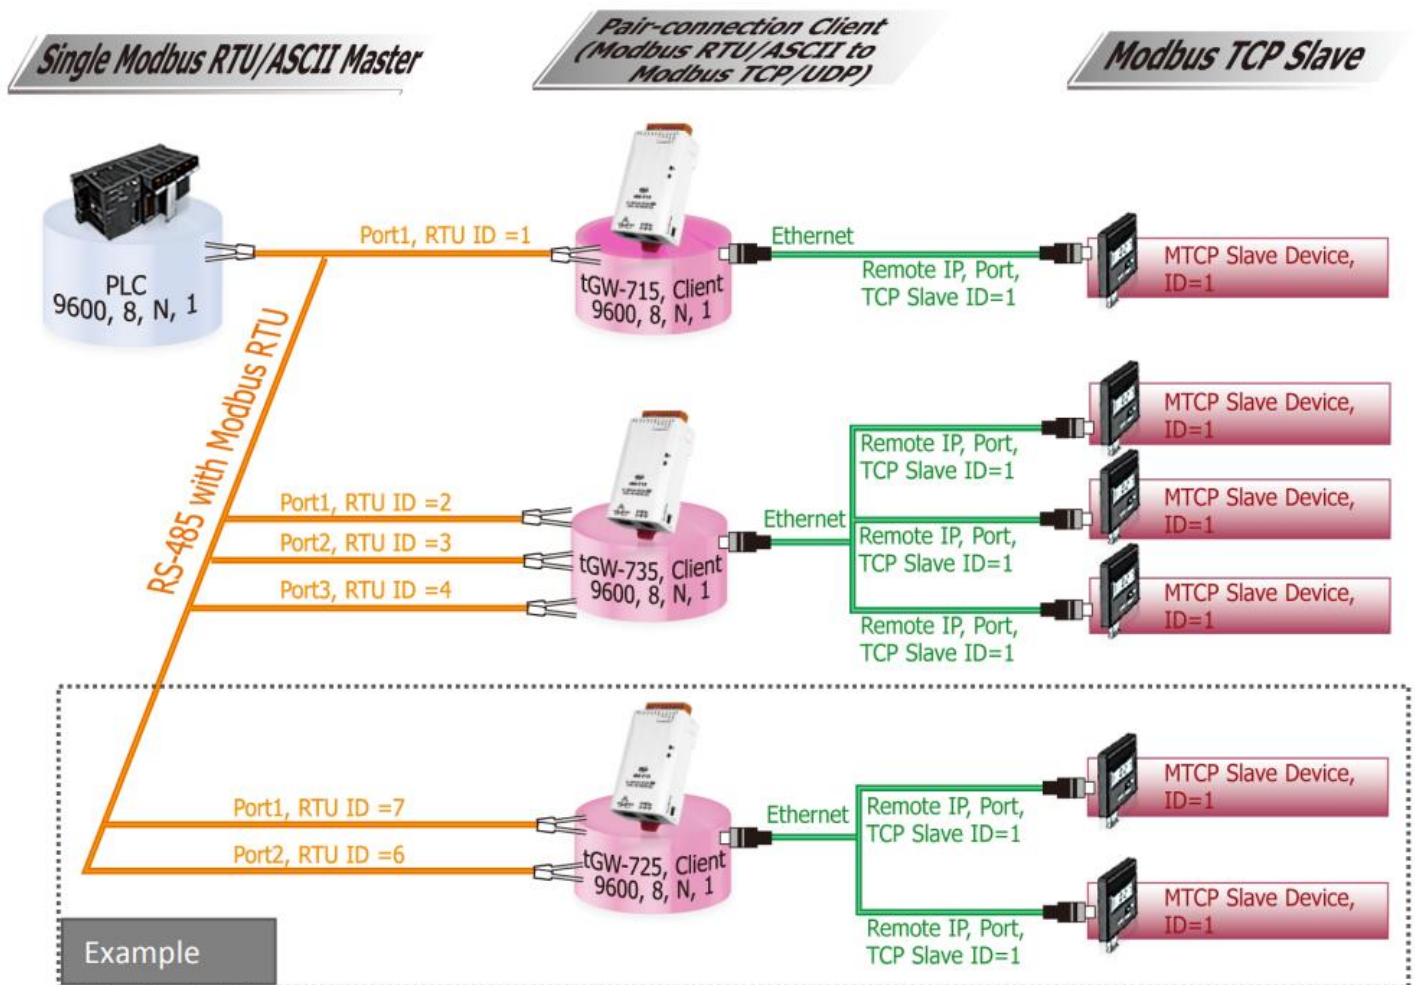 Single Modbus RTU/ASCII Master
Pair-connection Client
(Modbus RTU/ASCII to
Modbus TCP/UDP)
Modbus TCP Slave
PLC
9600, 8, N, 1
Port1, RTU ID =1
tGW-715, Client
9600, 8, N, 1
Ethernet
Remote IP, Port,
TCP Slave ID=1
MTCP Slave Device,
ID=1
RS-485 with Modbus RTU
Port1, RTU ID =2
Port2, RTU ID =3
Port3, RTU ID =4
tGW-735, Client
9600, 8, N, 1
Ethernet
Remote IP, Port,
TCP Slave ID=1
MTCP Slave Device,
ID=1
Remote IP, Port,
TCP Slave ID=1
MTCP Slave Device,
ID=1
Remote IP, Port,
TCP Slave ID=1
MTCP Slave Device,
ID=1
Port1, RTU ID =7
Port2, RTU ID =6
tGW-725, Client
9600, 8, N, 1
Ethernet
Remote IP, Port,
TCP Slave ID=1
MTCP Slave Device,
ID=1
Remote IP, Port,
TCP Slave ID=1
MTCP Slave Device,
ID=1
Example